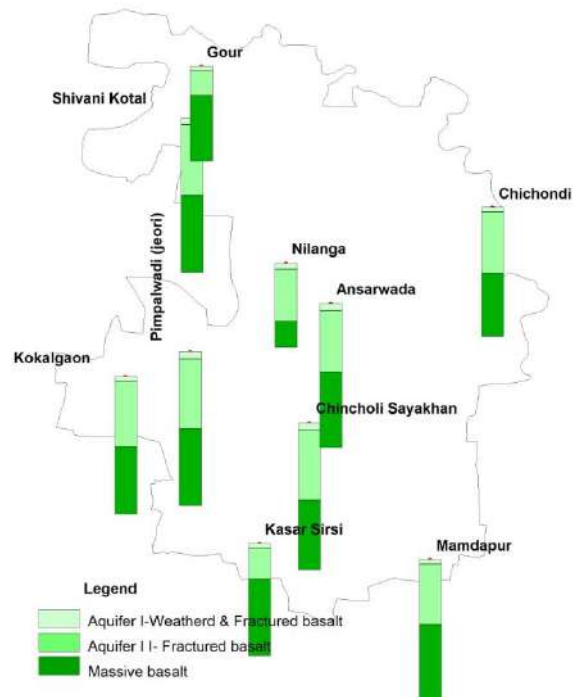 Gour
Shivani Kotal
Chichondi
Pimpalwadi (jeori)
Nilanga
Ansarwada
Kokalgaon
Chincholi Sayakhan
Kasar Sirsi
Mamdapur
Legend
Aquifer I-Weatherd & Fractured basalt
Aquifer I I- Fractured basalt
Massive basalt